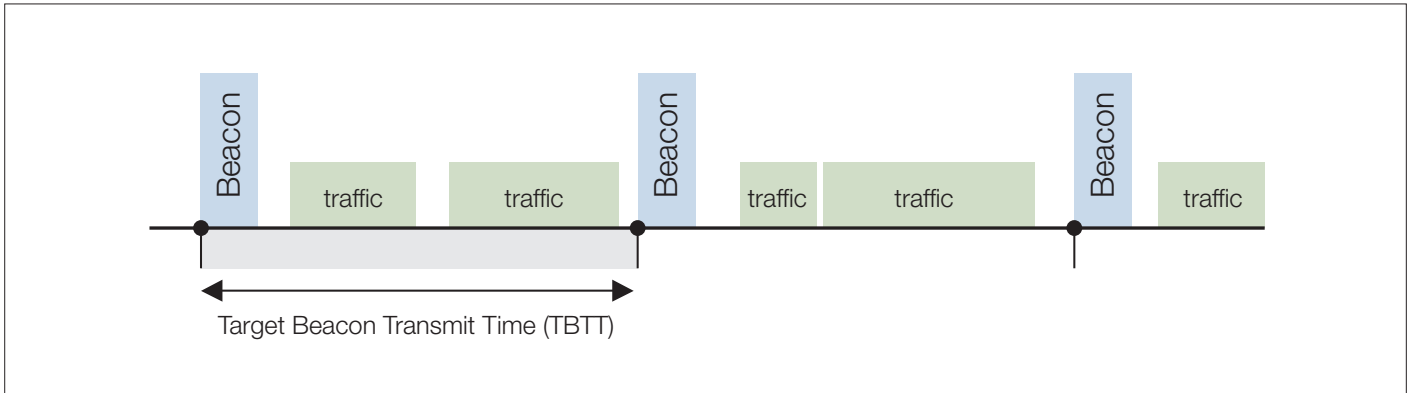 Beacon
traffic
traffic
Beacon
traffic
traffic
Beacon
traffic
Target Beacon Transmit Time (TBTT)